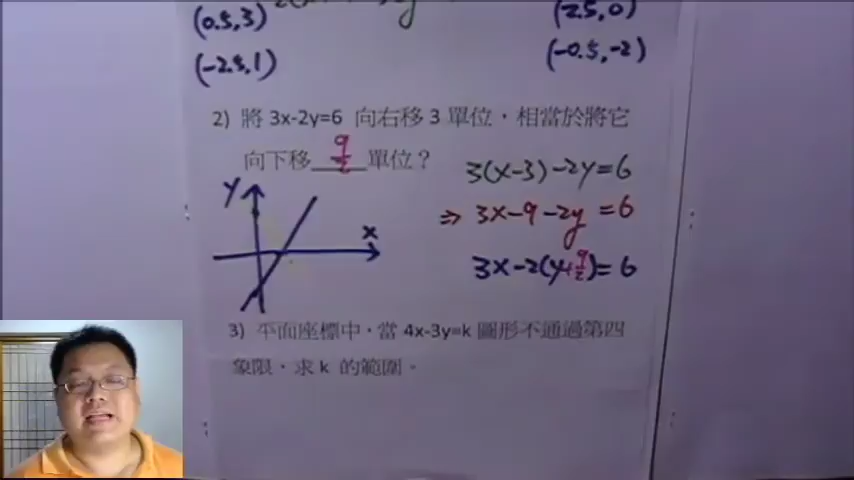 (0.5,3)
(2.5,0)
(-2.5,1)
(-0.5,-2)
2) 將 3x-2y=6 向右移 3 單位，相當於將它
向下移 9/2 單位？
3(x-3)-2y=6
⇒ 3x-9-2y=6
3x-2(y+9/2)=6
y
x
3) 平面座標中，當 4x-3y=k 圖形不通過第四
象限，求 k 的範圍。